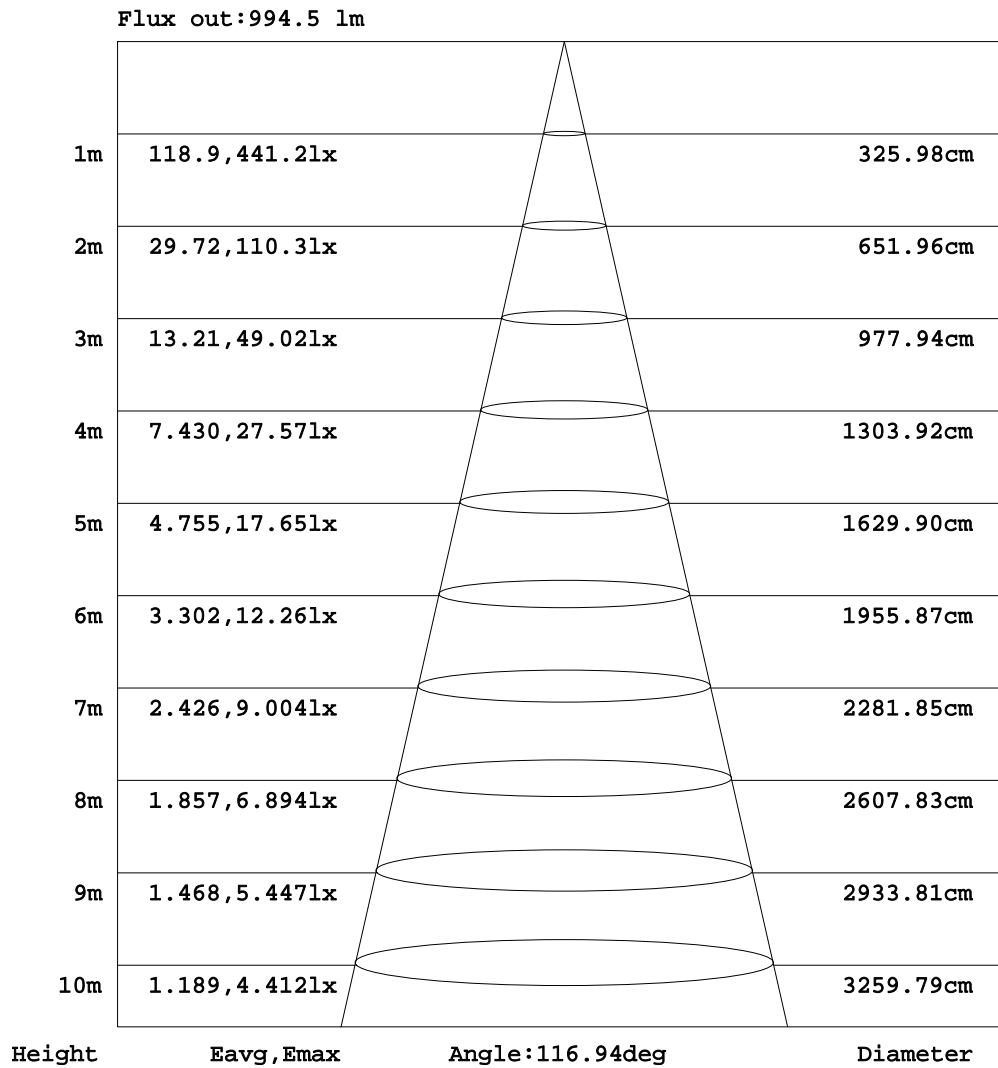 Flux out:994.5 lm
1m 118.9,441.2lx 325.98cm
2m 29.72,110.3lx 651.96cm
3m 13.21,49.02lx 977.94cm
4m 7.430,27.57lx 1303.92cm
5m 4.755,17.65lx 1629.90cm
6m 3.302,12.26lx 1955.87cm
7m 2.426,9.004lx 2281.85cm
8m 1.857,6.894lx 2607.83cm
9m 1.468,5.447lx 2933.81cm
10m 1.189,4.412lx 3259.79cm
Height Eavg,Emax Angle:116.94deg Diameter